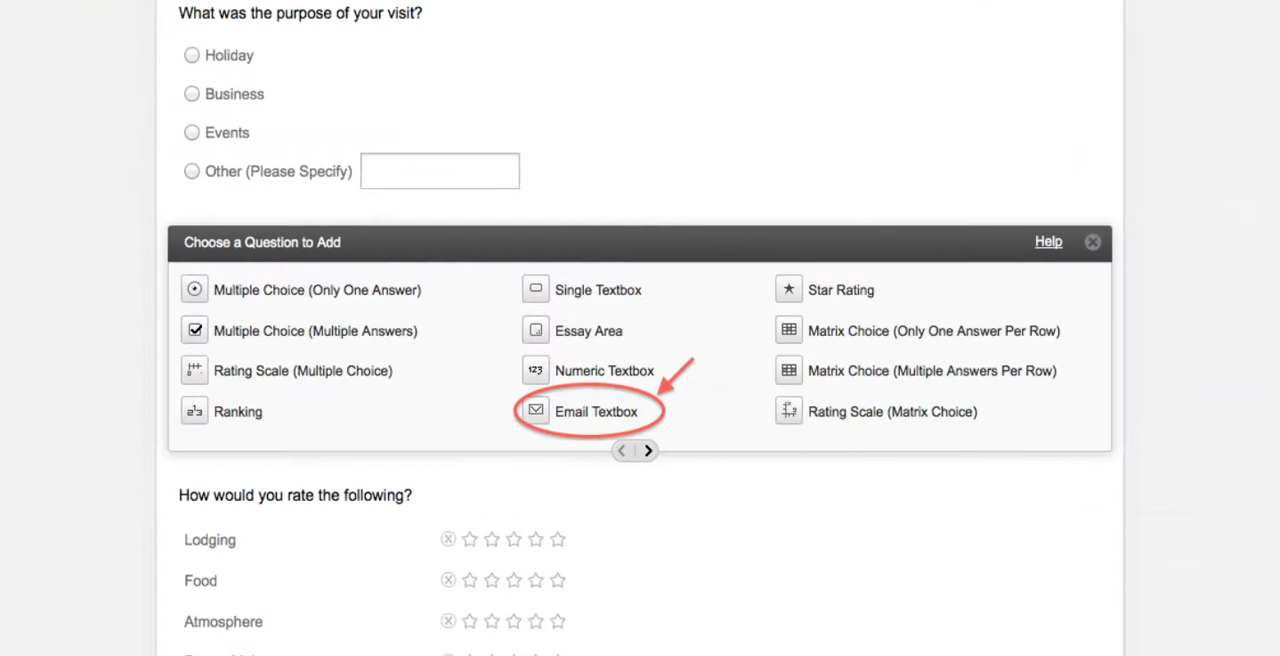 What was the purpose of your visit?
Holiday
Business
Events
Other (Please Specify)
Choose a Question to Add
Help
Multiple Choice (Only One Answer)
Single Textbox
Star Rating
Multiple Choice (Multiple Answers)
Essay Area
Matrix Choice (Only One Answer Per Row)
Rating Scale (Multiple Choice)
123 Numeric Textbox
Matrix Choice (Multiple Answers Per Row)
Ranking
Email Textbox
Rating Scale (Matrix Choice)
How would you rate the following?
Lodging
Food
Atmosphere